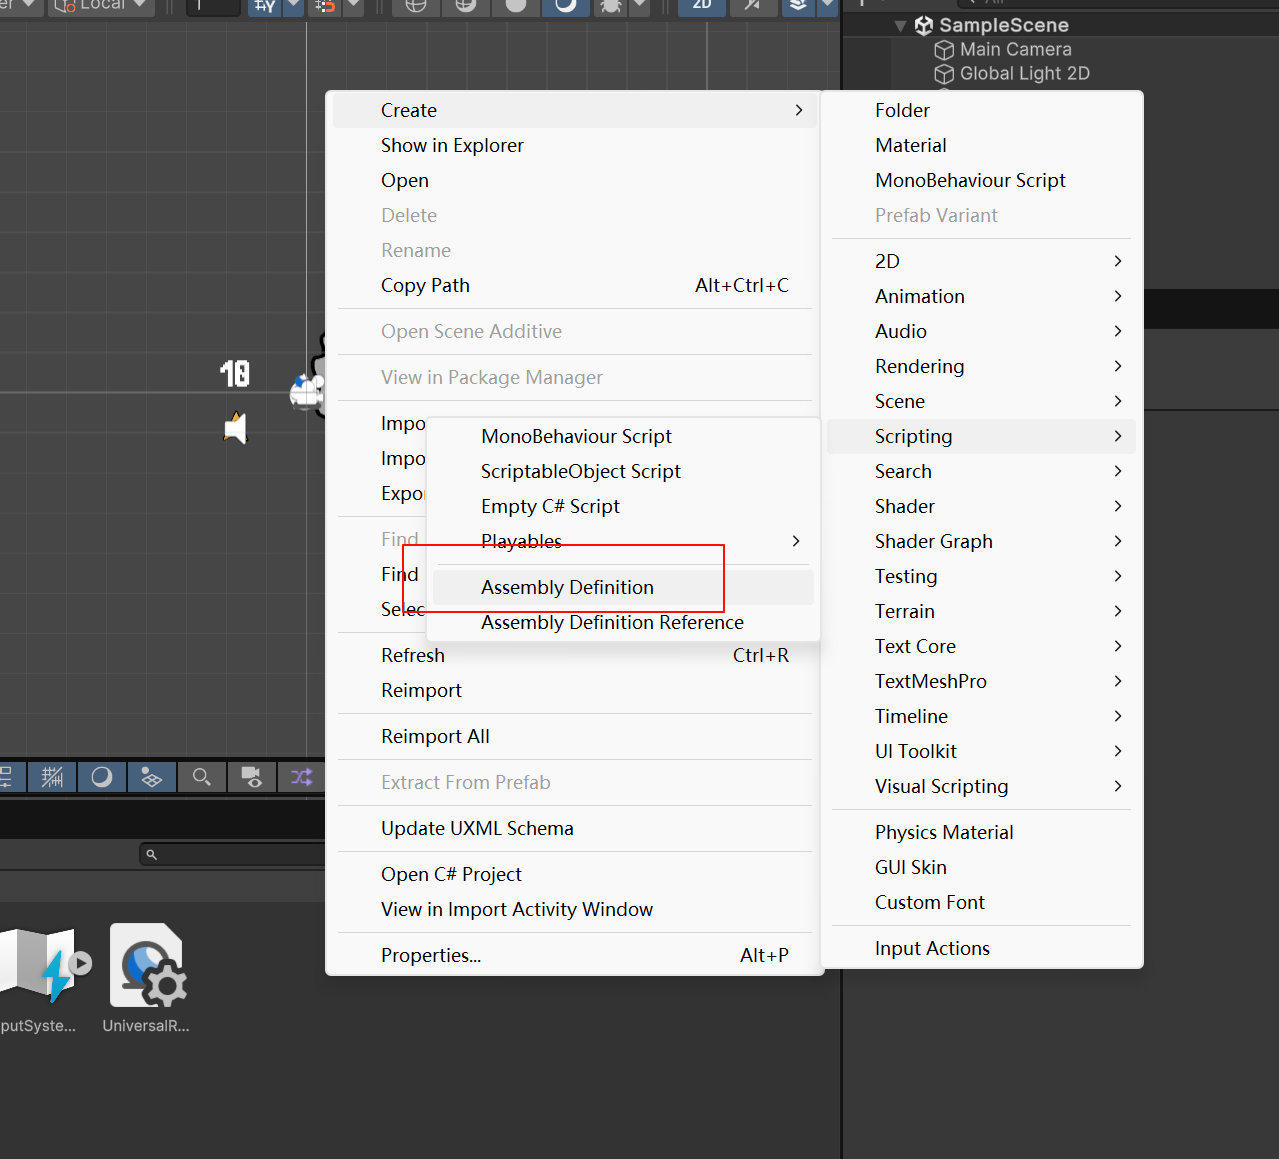 Local
1
2D
SampleScene
Main Camera
Global Light 2D
10
Create
Show in Explorer
Open
Delete
Rename
Copy Path Alt+Ctrl+C
Open Scene Additive
View in Package Manager
Impo
Impo
Expor
Find
Find
Selec
Refresh Ctrl+R
Reimport
Reimport All
Extract From Prefab
Update UXML Schema
Open C# Project
View in Import Activity Window
Properties... Alt+P
MonoBehaviour Script
ScriptableObject Script
Empty C# Script
Playables
Assembly Definition
Assembly Definition Reference
Folder
Material
MonoBehaviour Script
Prefab Variant
2D
Animation
Audio
Rendering
Scene
Scripting
Search
Shader
Shader Graph
Testing
Terrain
Text Core
TextMeshPro
Timeline
UI Toolkit
Visual Scripting
Physics Material
GUI Skin
Custom Font
Input Actions
putSyste...
UniversalR...